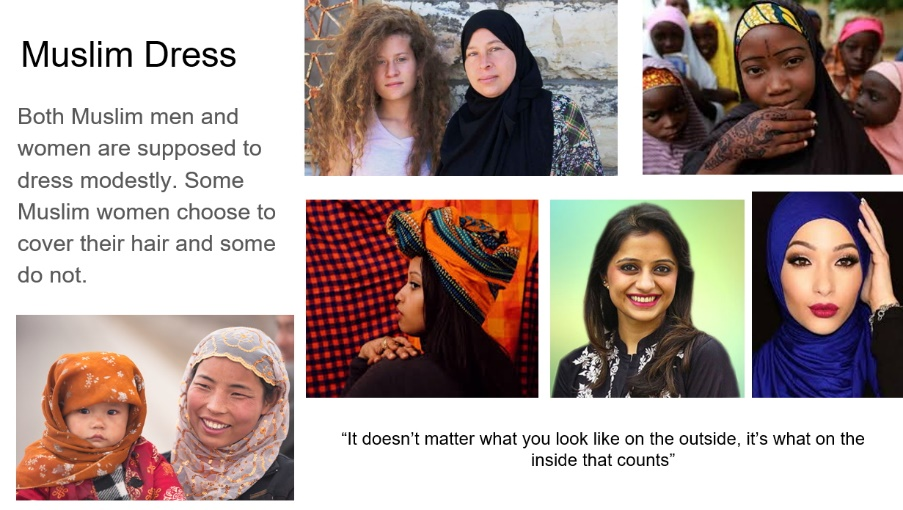 Muslim Dress
Both Muslim men and
women are supposed to
dress modestly. Some
Muslim women choose to
cover their hair and some
do not.
“It doesn’t matter what you look like on the outside, it’s what on the
inside that counts”